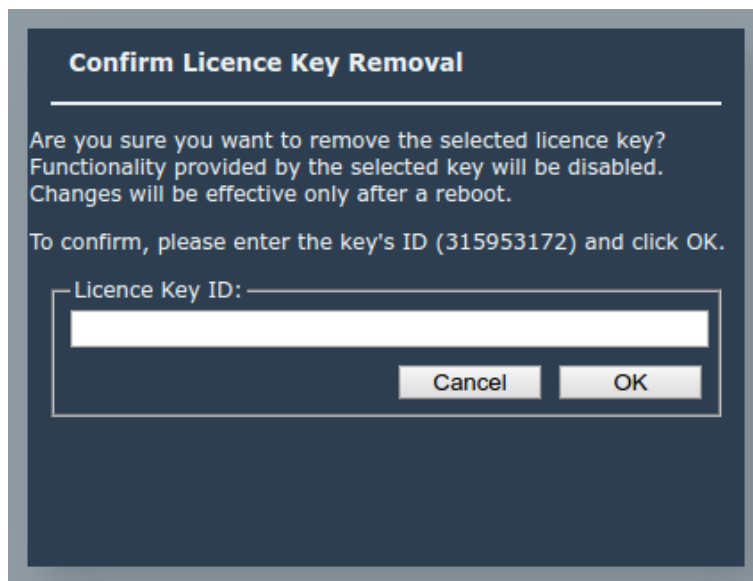 Confirm Licence Key Removal
Are you sure you want to remove the selected licence key?
Functionality provided by the selected key will be disabled.
Changes will be effective only after a reboot.
To confirm, please enter the key's ID (315953172) and click OK.
Licence Key ID:
Cancel OK